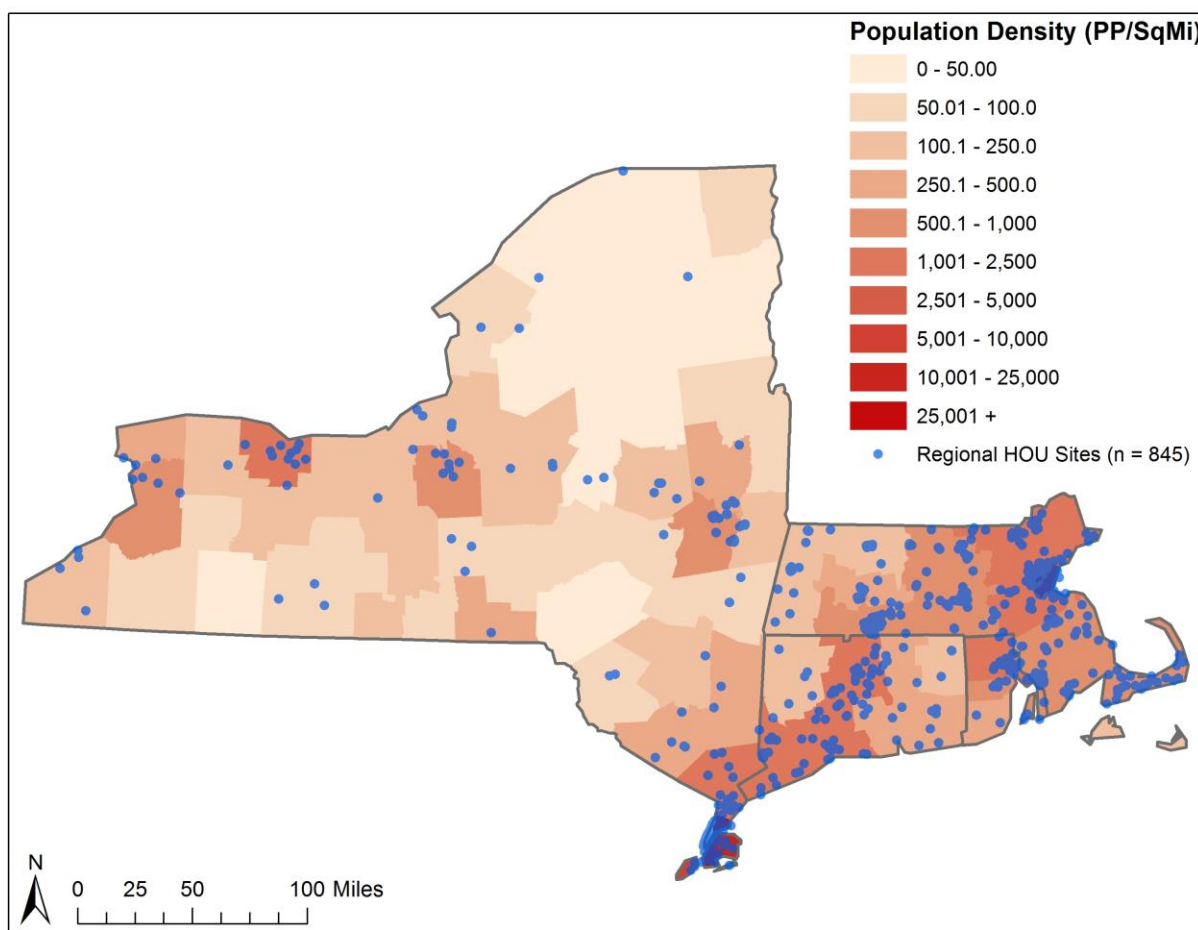 Population Density (PP/SqMi)
0 - 50.00
50.01 - 100.0
100.1 - 250.0
250.1 - 500.0
500.1 - 1,000
1,001 - 2,500
2,501 - 5,000
5,001 - 10,000
10,001 - 25,000
25,001 +
Regional HOU Sites (n = 845)
N
0 25 50 100 Miles